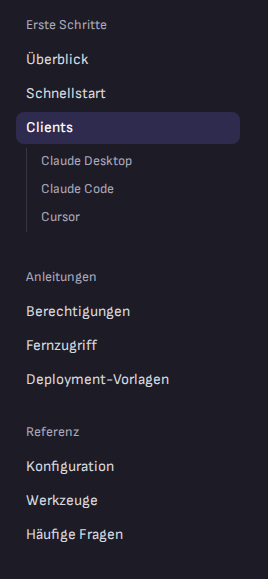 Erste Schritte
Überblick
Schnellstart
Clients
Claude Desktop
Claude Code
Cursor
Anleitungen
Berechtigungen
Fernzugriff
Deployment-Vorlagen
Referenz
Konfiguration
Werkzeuge
Häufige Fragen